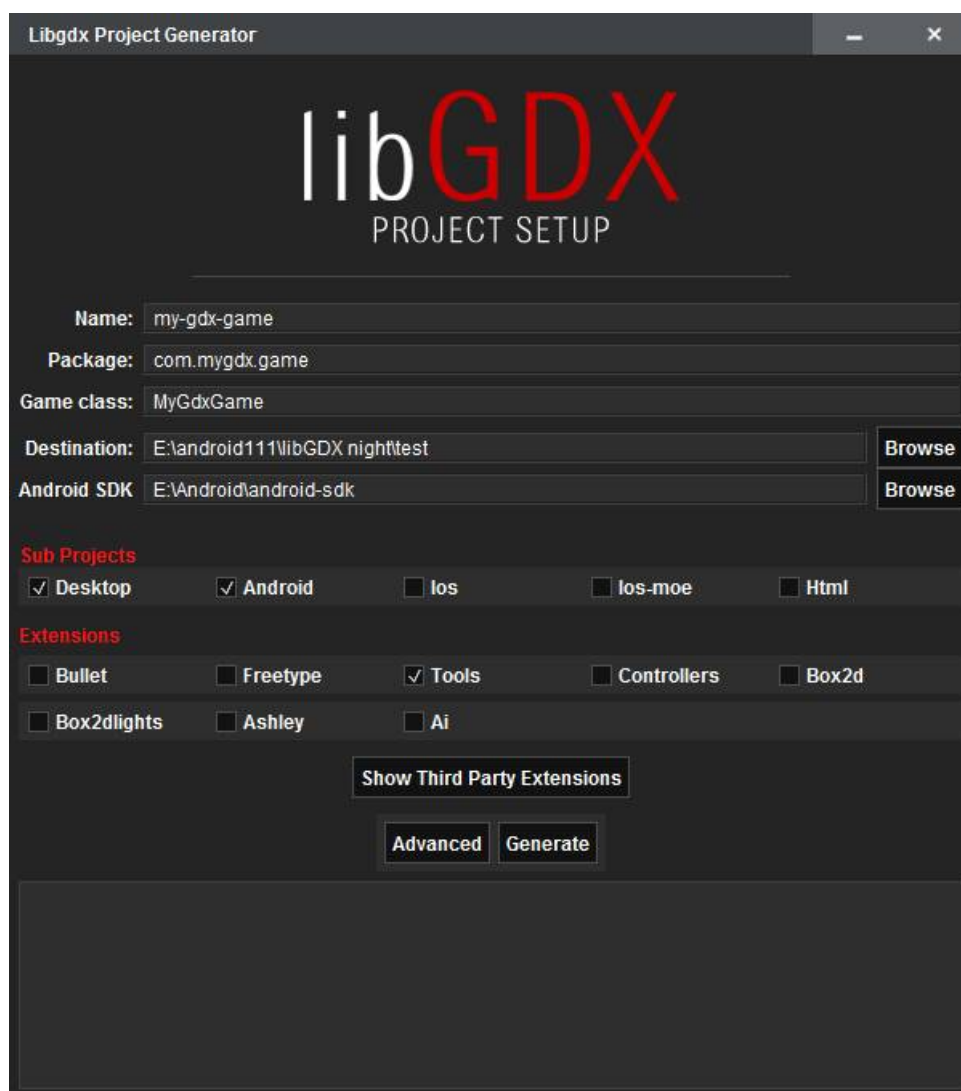 Libgdx Project Generator
libGDX
PROJECT SETUP
Name: my-gdx-game
Package: com.mygdx.game
Game class: MyGdxGame
Destination: E:\android111\libGDX night\test Browse
Android SDK E:\Android\android-sdk Browse
Sub Projects
Desktop Android Ios Ios-moe Html
Extensions
Bullet Freetype Tools Controllers Box2d
Box2dlights Ashley Ai
Show Third Party Extensions
Advanced Generate